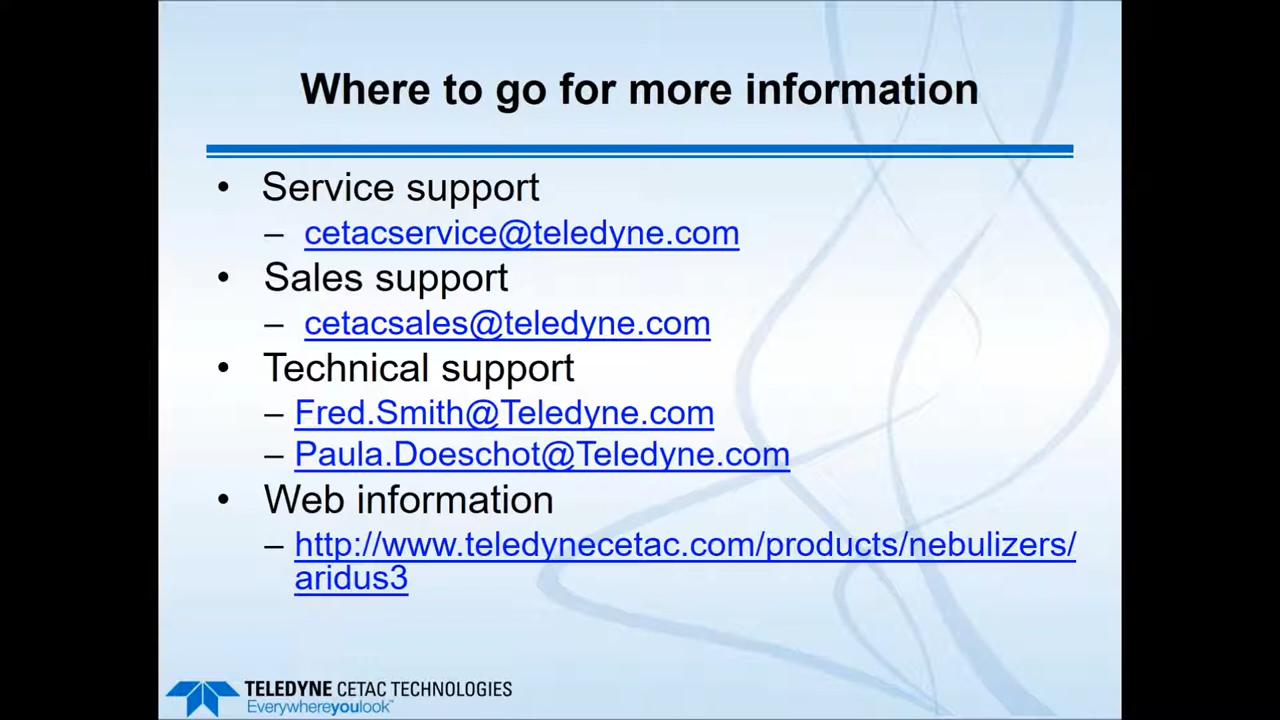 Where to go for more information
• Service support
– cetacservice@teledyne.com
• Sales support
– cetacsales@teledyne.com
• Technical support
– Fred.Smith@Teledyne.com
– Paula.Doeschot@Teledyne.com
• Web information
– http://www.teledynecetac.com/products/nebulizers/
aridus3
TELEDYNE CETAC TECHNOLOGIES
Everywhereyoulook™